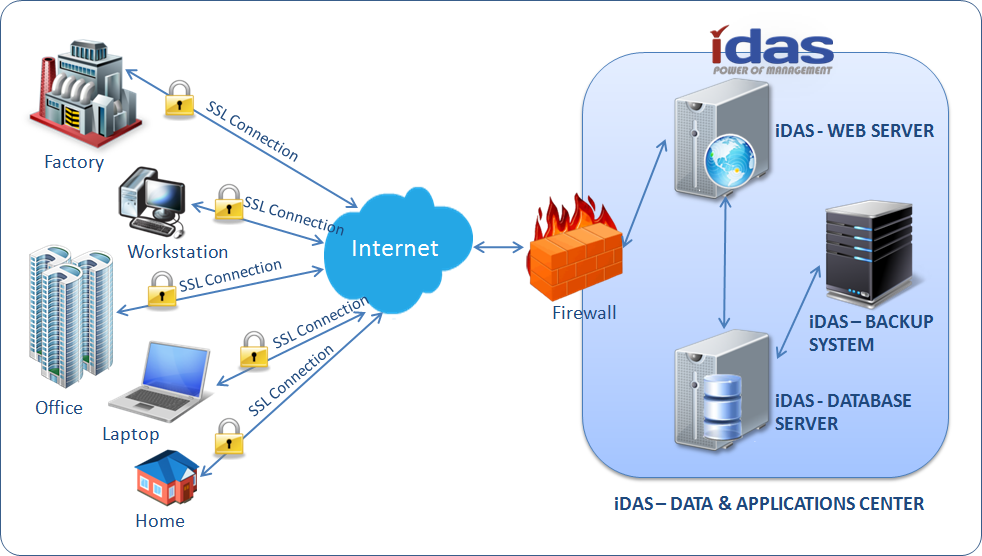 idas
POWER OF MANAGEMENT
Factory
SSL Connection
Workstation
SSL Connection
Internet
Office
SSL Connection
Laptop
SSL Connection
Home
SSL Connection
Firewall
iDAS - WEB SERVER
iDAS – BACKUP
SYSTEM
iDAS - DATABASE
SERVER
iDAS – DATA & APPLICATIONS CENTER